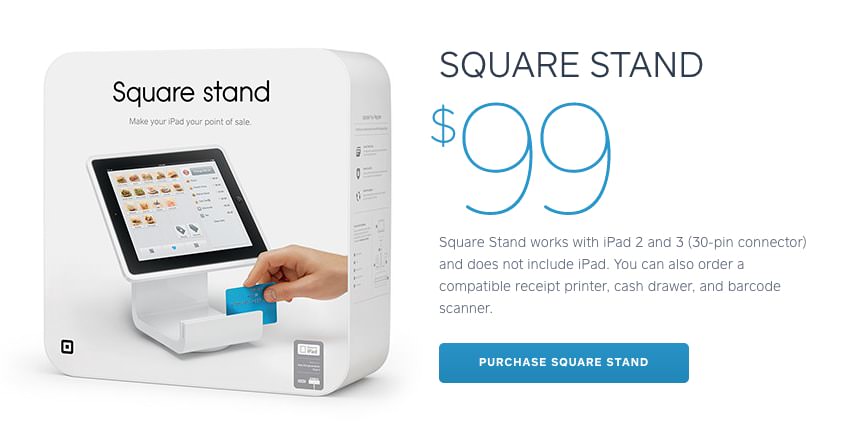 Square stand
Make your iPad your point of sale.
iPad
SQUARE STAND
$99
Square Stand works with iPad 2 and 3 (30-pin connector)
and does not include iPad. You can also order a
compatible receipt printer, cash drawer, and barcode
scanner.
PURCHASE SQUARE STAND